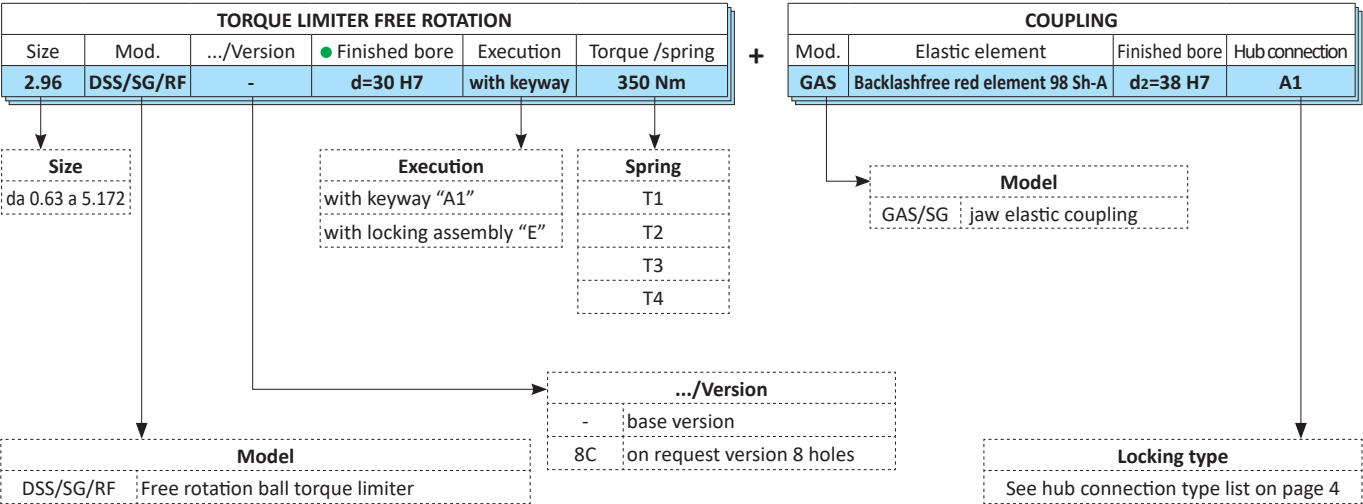 TORQUE LIMITER FREE ROTATION
Size Mod. .../Version ● Finished bore Execution Torque /spring
2.96 DSS/SG/RF - d=30 H7 with keyway 350 Nm
+
COUPLING
Mod. Elastic element Finished bore Hub connection
GAS Backlashfree red element 98 Sh-A d2=38 H7 A1
Size
da 0.63 a 5.172
Execution
with keyway “A1”
with locking assembly “E”
Spring
T1
T2
T3
T4
Model
GAS/SG jaw elastic coupling
.../Version
- base version
8C on request version 8 holes
Model
DSS/SG/RF Free rotation ball torque limiter
Locking type
See hub connection type list on page 4